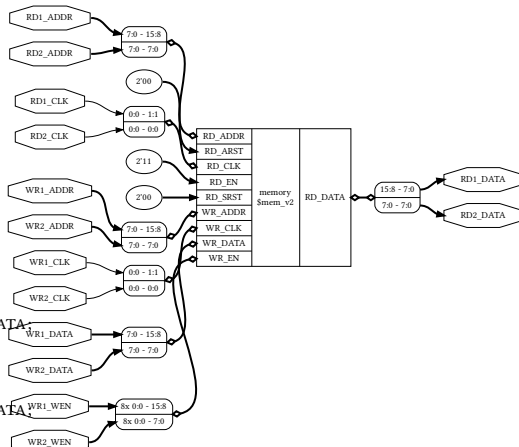 RD1_ADDR
7:0 - 15:8
RD2_ADDR
7:0 - 7:0
2'00
RD1_CLK
0:0 - 1:1
RD2_CLK
0:0 - 0:0
2'11
2'00
WR1_ADDR
7:0 - 15:8
WR2_ADDR
7:0 - 7:0
WR1_CLK
0:0 - 1:1
WR2_CLK
0:0 - 0:0
ATA;
WR1_DATA
7:0 - 15:8
WR2_DATA
7:0 - 7:0
ATA;
WR1_WEN
8x 0:0 - 15:8
WR2_WEN
8x 0:0 - 7:0
RD_ADDR
RD_ARST
RD_CLK
RD_EN
RD_SRST
WR_ADDR
WR_CLK
WR_DATA
WR_EN
memory
$mem_v2
RD_DATA
15:8 - 7:0
7:0 - 7:0
RD1_DATA
RD2_DATA